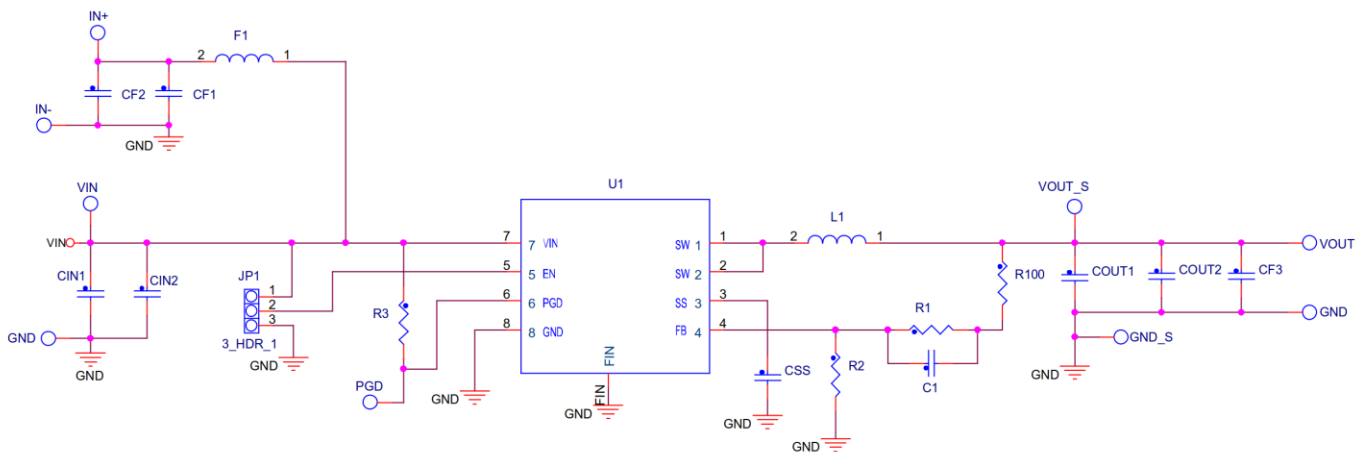 IN+
F1
2 1
CF2 CF1
IN-
GND
VIN
U1
VOUT_S
L1
VIN
7 VIN SW 1 1
2 1
VOUT
5 5 EN SW 2 2
6 6 PGD SS 3 3
8 8 GND FB 4 4
7
FIN
FIN
GND
CIN1 CIN2
JP1
1
2
3
3_HDR_1
GND
GND
GND
R3
PGD
GND
R100
R1
C1
R2
CSS
GND
GND
COUT1 COUT2 CF3
GND
GND_S
GND